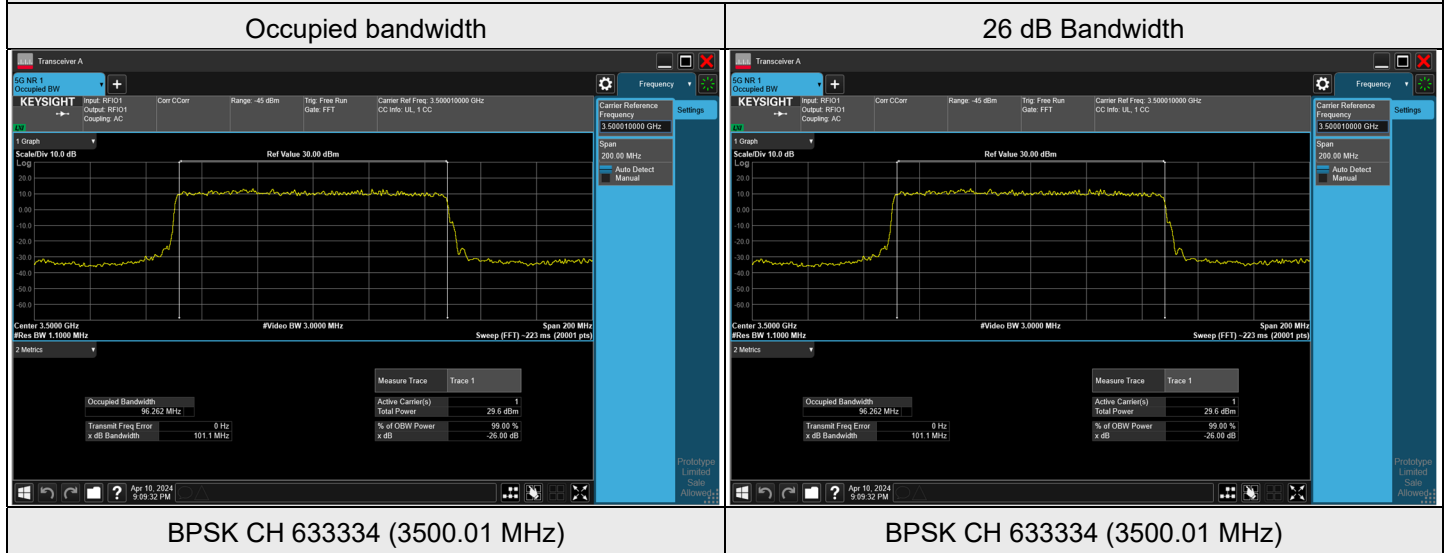 Occupied bandwidth
Transceiver A
5G NR 1
Occupied BW
Frequency
KEYSIGHT
Input: RFIO1
Output: RFIO1
Coupling: AC
Corr CCorr
Range: -45 dBm
Trig: Free Run
Gate: FFT
Carrier Ref Freq: 3.500010000 GHz
CC Info: UL, 1 CC
Carrier Reference
Frequency
3.500010000 GHz
Settings
Span
200.00 MHz
Auto Detect
Manual
1 Graph
Scale/Div 10.0 dB
Ref Value 30.00 dBm
Log
20.0
10.0
0.00
-10.0
-20.0
-30.0
-40.0
-50.0
-60.0
Center 3.5000 GHz
#Video BW 3.0000 MHz
Span 200 MHz
#Res BW 1.1000 MHz
Sweep (FFT) ~223 ms (20001 pts)
2 Metrics
Measure Trace
Trace 1
Occupied Bandwidth
96.262 MHz
Active Carrier(s) 1
Total Power 29.6 dBm
Transmit Freq Error 0 Hz
x dB Bandwidth 101.1 MHz
% of OBW Power 99.00 %
x dB -26.00 dB
Prototype
Limited
Sale
Allowed
?
Apr 10, 2024
9:09:32 PM
BPSK CH 633334 (3500.01 MHz)
26 dB Bandwidth
Transceiver A
5G NR 1
Occupied BW
Frequency
KEYSIGHT
Input: RFIO1
Output: RFIO1
Coupling: AC
Corr CCorr
Range: -45 dBm
Trig: Free Run
Gate: FFT
Carrier Ref Freq: 3.500010000 GHz
CC Info: UL, 1 CC
Carrier Reference
Frequency
3.500010000 GHz
Settings
Span
200.00 MHz
Auto Detect
Manual
1 Graph
Scale/Div 10.0 dB
Ref Value 30.00 dBm
Log
20.0
10.0
0.00
-10.0
-20.0
-30.0
-40.0
-50.0
-60.0
Center 3.5000 GHz
#Video BW 3.0000 MHz
Span 200 MHz
#Res BW 1.1000 MHz
Sweep (FFT) ~223 ms (20001 pts)
2 Metrics
Measure Trace
Trace 1
Occupied Bandwidth
96.262 MHz
Active Carrier(s) 1
Total Power 29.6 dBm
Transmit Freq Error 0 Hz
x dB Bandwidth 101.1 MHz
% of OBW Power 99.00 %
x dB -26.00 dB
Prototype
Limited
Sale
Allowed
?
Apr 10, 2024
9:09:32 PM
BPSK CH 633334 (3500.01 MHz)